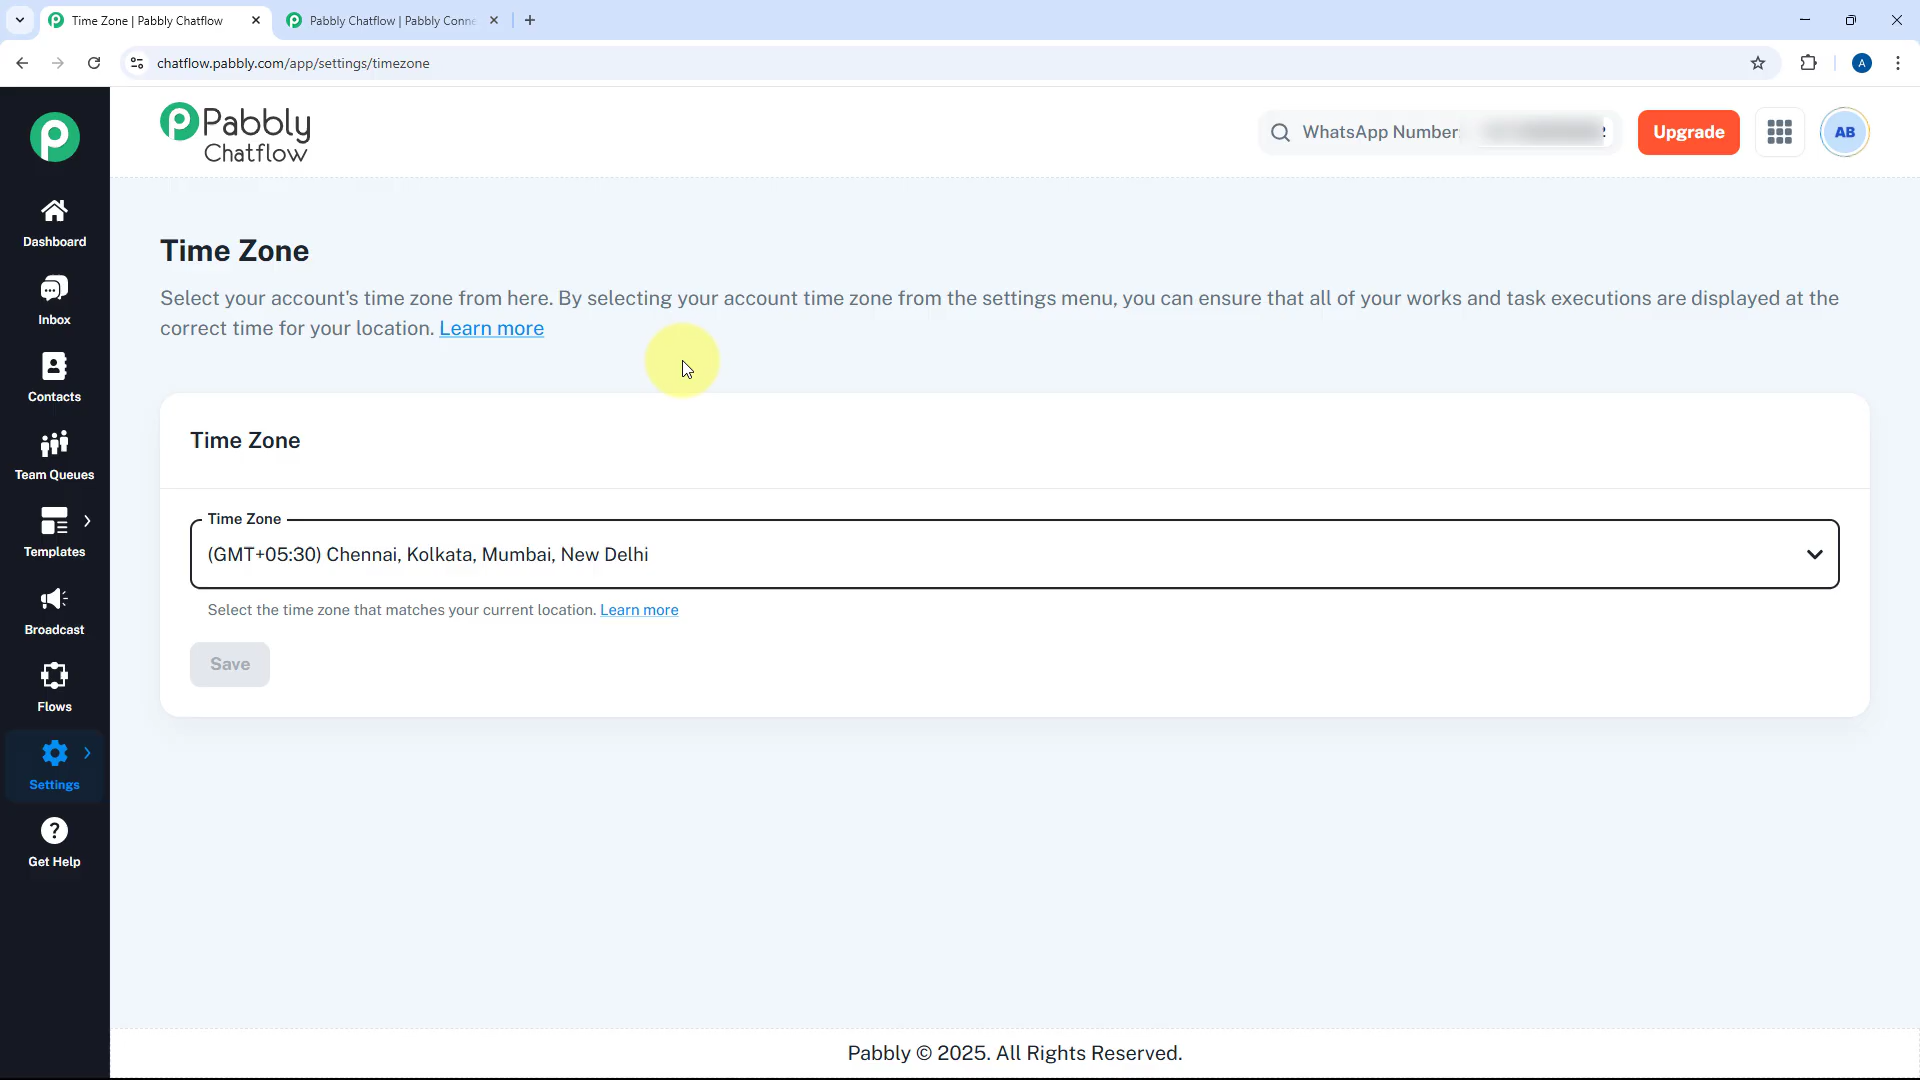 Time Zone | Pabbly Chatflow
Pabbly Chatflow | Pabbly Conne
chatflow.pabbly.com/app/settings/timezone
A
Pabbly
Chatflow
WhatsApp Number:
Upgrade
AB
Dashboard
Inbox
Contacts
Team Queues
Templates
Broadcast
Flows
Settings
Get Help
Time Zone
Select your account's time zone from here. By selecting your account time zone from the settings menu, you can ensure that all of your works and task executions are displayed at the
correct time for your location. Learn more
Time Zone
Time Zone
(GMT+05:30) Chennai, Kolkata, Mumbai, New Delhi
Select the time zone that matches your current location. Learn more
Save
Pabbly © 2025. All Rights Reserved.